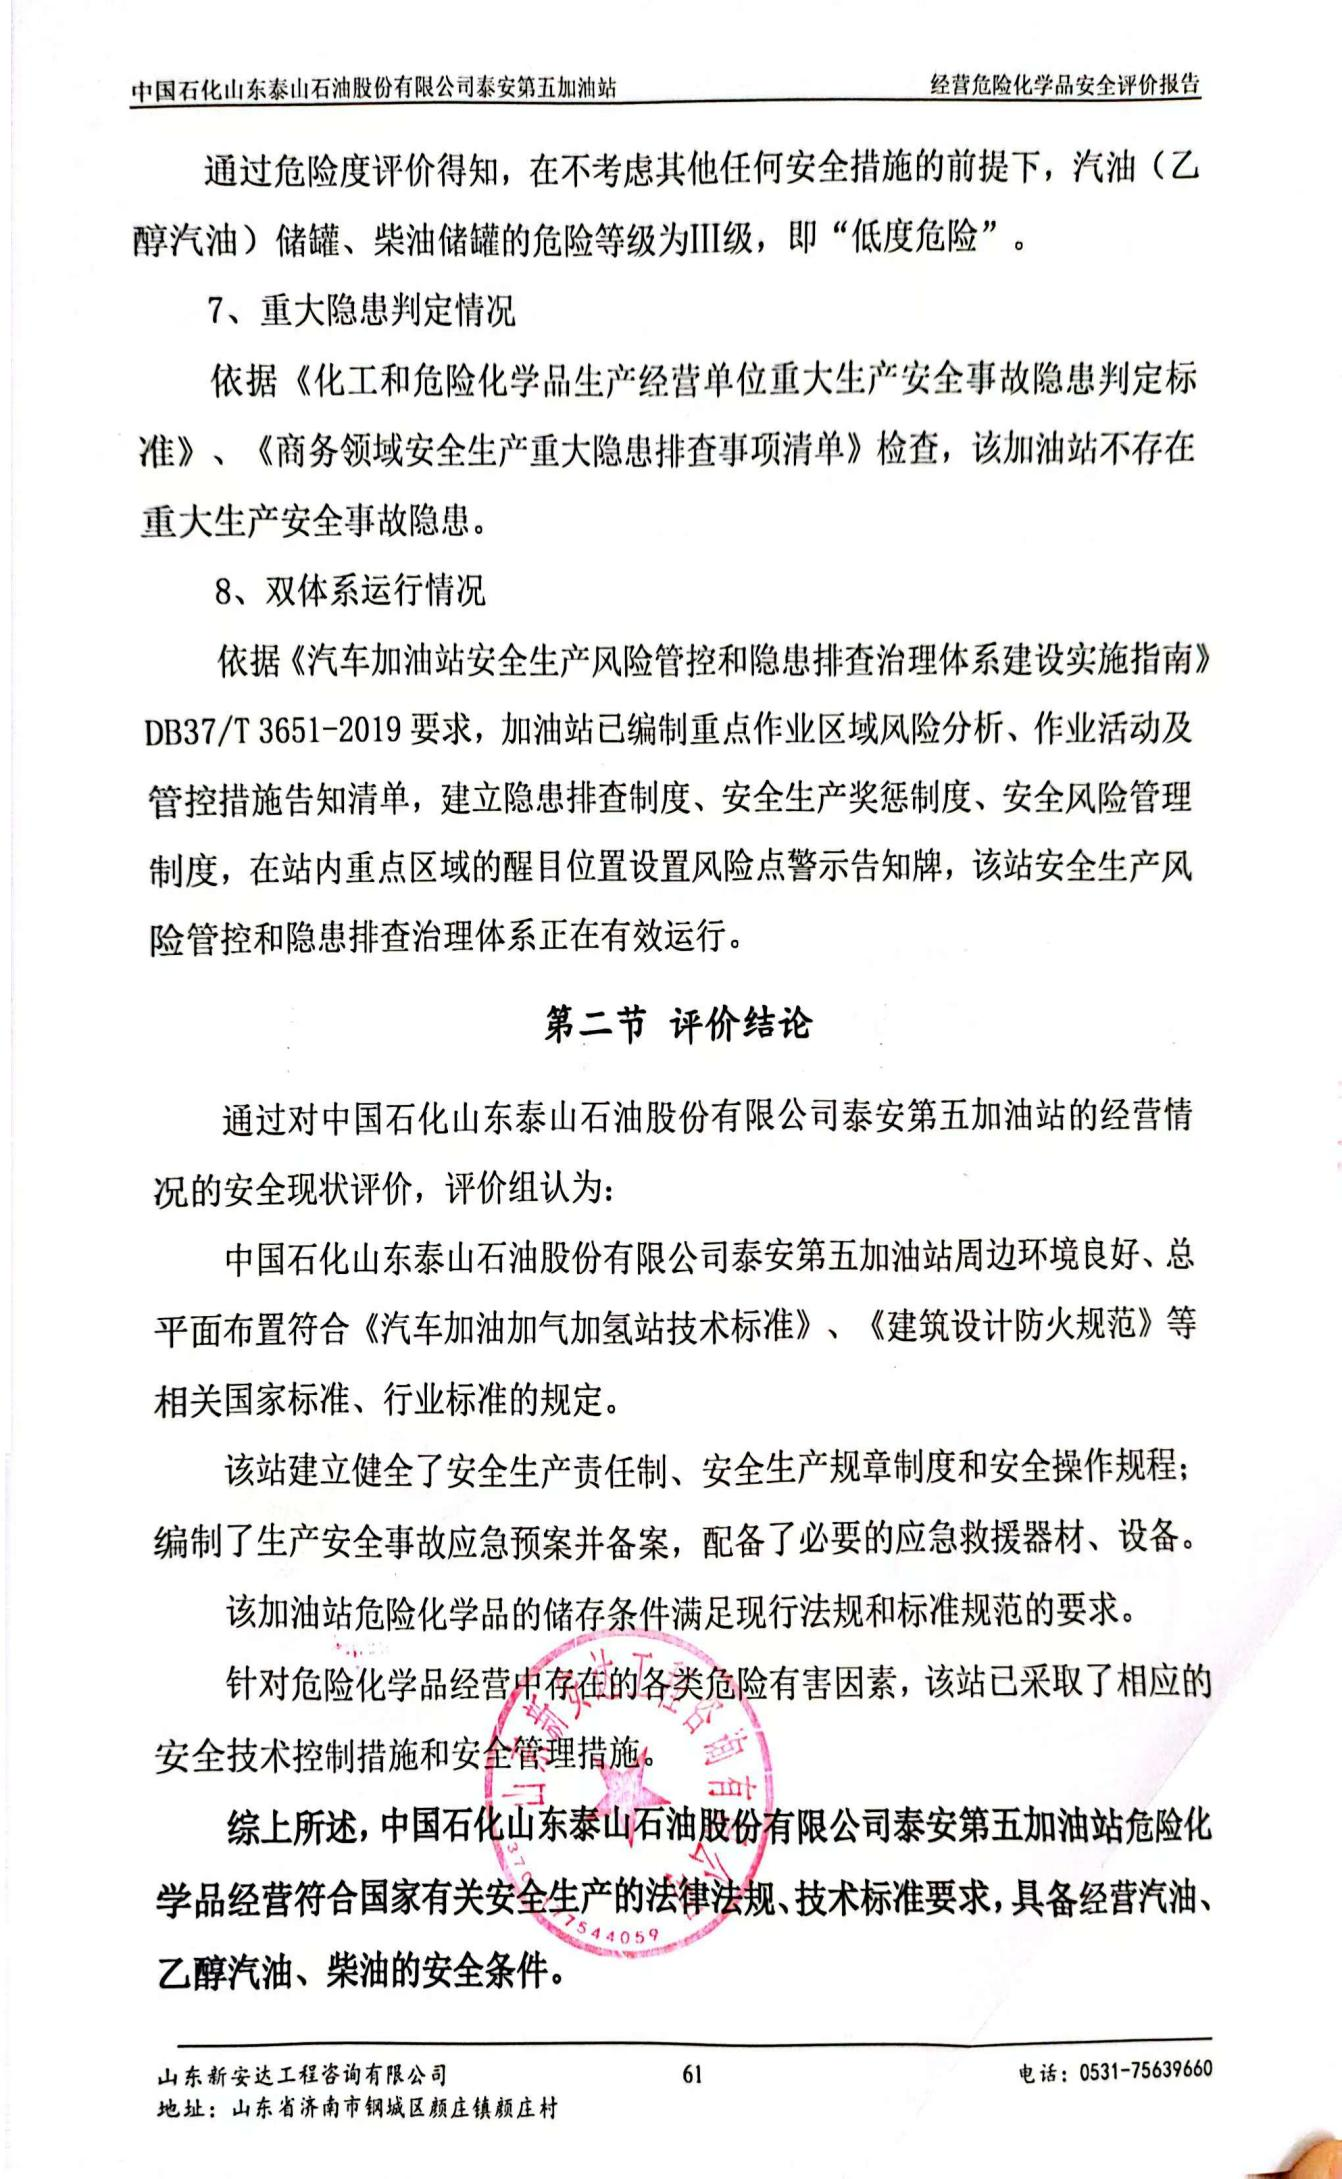 中国石化山东泰山石油股份有限公司泰安第五加油站 经营危险化学品安全评价报告
通过危险度评价得知，在不考虑其他任何安全措施的前提下，汽油（乙
醇汽油）储罐、柴油储罐的危险等级为III级，即“低度危险”。
7、重大隐患判定情况
依据《化工和危险化学品生产经营单位重大生产安全事故隐患判定标
准》、《商务领域安全生产重大隐患排查事项清单》检查，该加油站不存在
重大生产安全事故隐患。
8、双体系运行情况
依据《汽车加油站安全生产风险管控和隐患排查治理体系建设实施指南》
DB37/T 3651-2019 要求，加油站已编制重点作业区域风险分析、作业活动及
管控措施告知清单，建立隐患排查制度、安全生产奖惩制度、安全风险管理
制度，在站内重点区域的醒目位置设置风险点警示告知牌，该站安全生产风
险管控和隐患排查治理体系正在有效运行。
第二节 评价结论
通过对中国石化山东泰山石油股份有限公司泰安第五加油站的经营情
况的安全现状评价，评价组认为：
中国石化山东泰山石油股份有限公司泰安第五加油站周边环境良好、总
平面布置符合《汽车加油加气加氢站技术标准》、《建筑设计防火规范》等
相关国家标准、行业标准的规定。
该站建立健全了安全生产责任制、安全生产规章制度和安全操作规程；
编制了生产安全事故应急预案并备案，配备了必要的应急救援器材、设备。
该加油站危险化学品的储存条件满足现行法规和标准规范的要求。
针对危险化学品经营中存在的各类危险有害因素，该站已采取了相应的
安全技术控制措施和安全管理措施。
综上所述，中国石化山东泰山石油股份有限公司泰安第五加油站危险化
学品经营符合国家有关安全生产的法律法规、技术标准要求，具备经营汽油、
乙醇汽油、柴油的安全条件。
山东新安达工程咨询有限公司
山东新安达工程咨询有限公司 61 电话：0531-75639660
地址：山东省济南市钢城区颜庄镇颜庄村